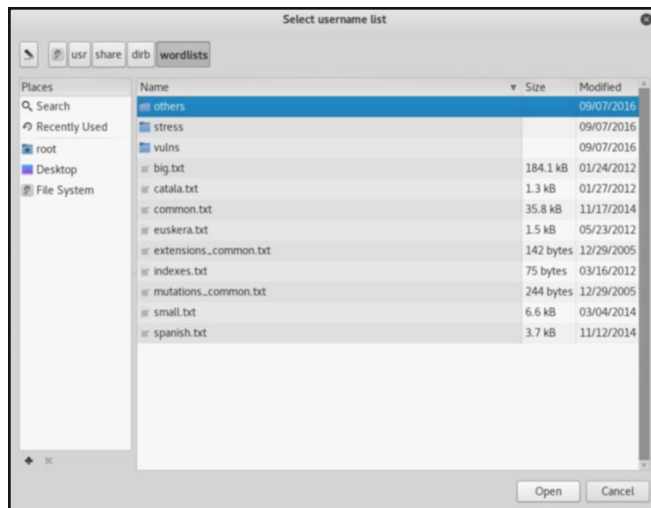 Select username list
usr share dirb wordlists
Places
Search
Recently Used
root
Desktop
File System
Name Size Modified
others 09/07/2016
stress 09/07/2016
vulns 09/07/2016
big.txt 184.1 kB 01/24/2012
catala.txt 1.3 kB 01/27/2012
common.txt 35.8 kB 11/17/2014
euskera.txt 1.5 kB 05/23/2012
extensions_common.txt 142 bytes 12/29/2005
indexes.txt 75 bytes 03/16/2012
mutations_common.txt 244 bytes 12/29/2005
small.txt 6.6 kB 03/04/2014
spanish.txt 3.7 kB 11/12/2014
Open Cancel